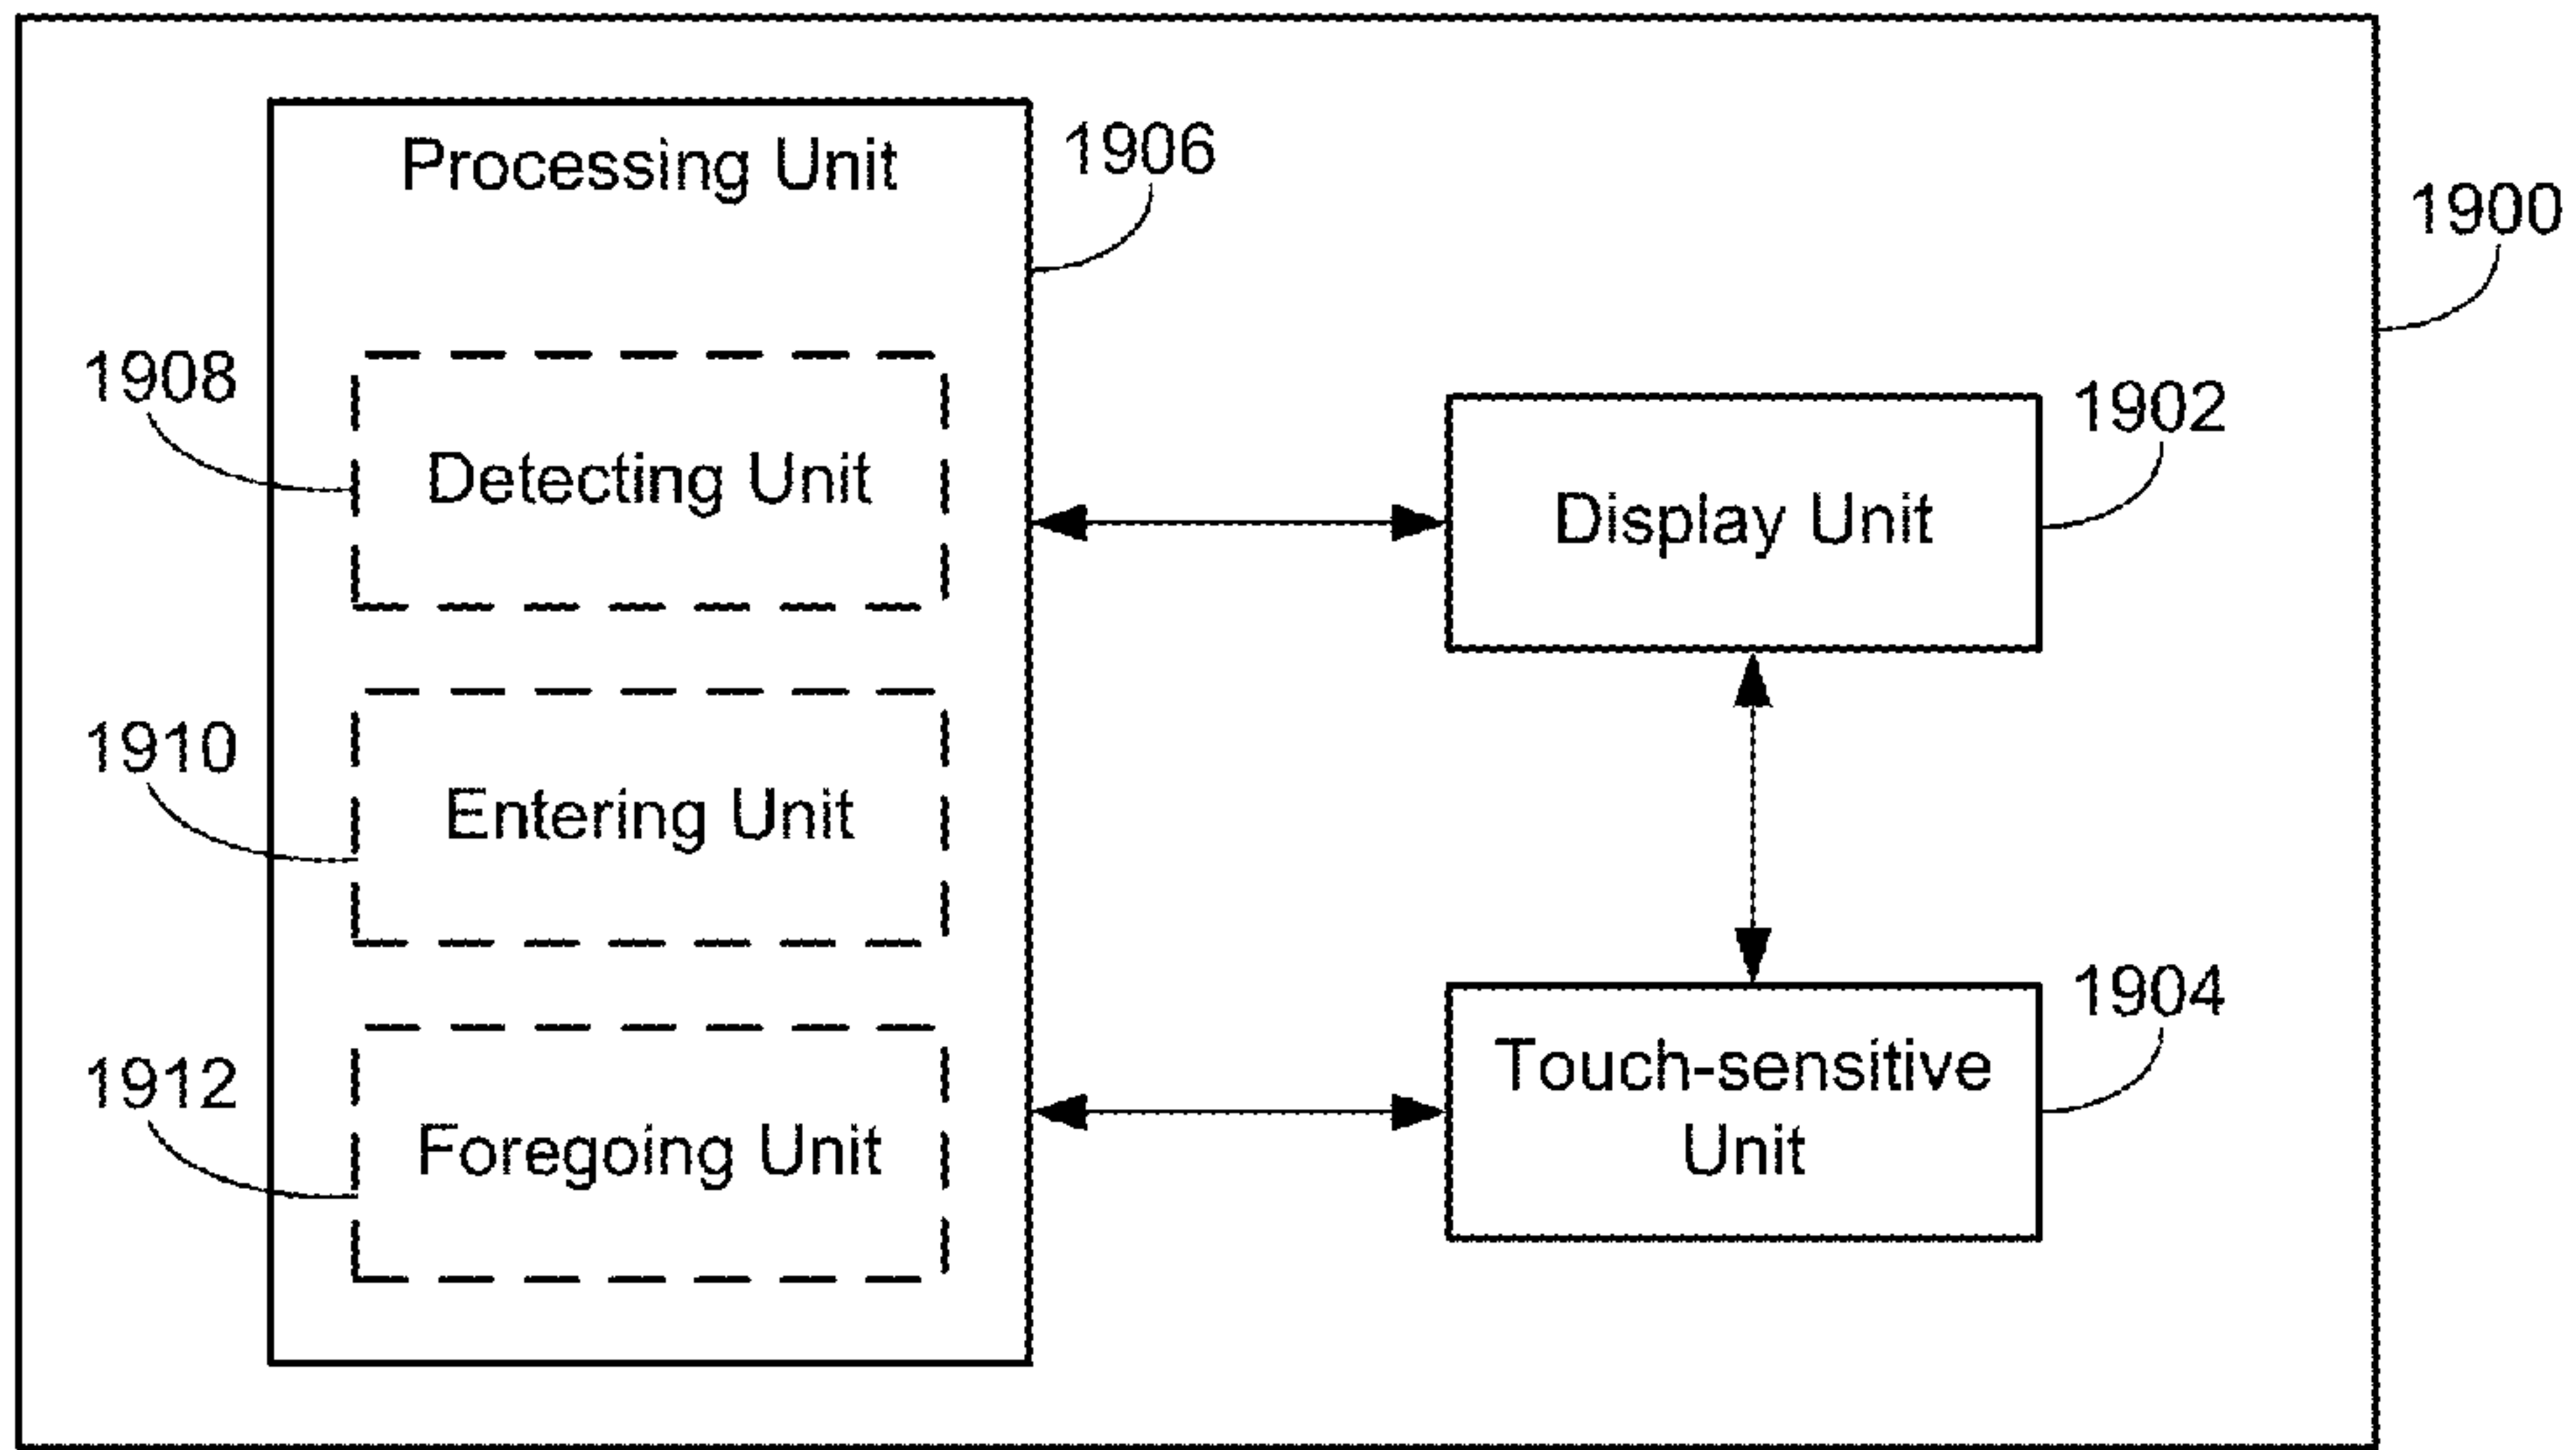 Processing Unit
1906
1900
1908
Detecting Unit
1902
Display Unit
1910
Entering Unit
1904
Touch-sensitive
Unit
1912
Foregoing Unit